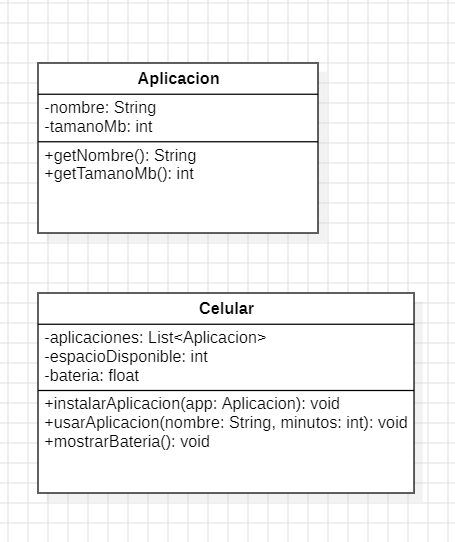 Aplicacion
-nombre: String
-tamanoMb: int
+getNombre(): String
+getTamanoMb(): int
Celular
-aplicaciones: List<Aplicacion>
-espacioDisponible: int
-bateria: float
+instalarAplicacion(app: Aplicacion): void
+usarAplicacion(nombre: String, minutos: int): void
+mostrarBateria(): void